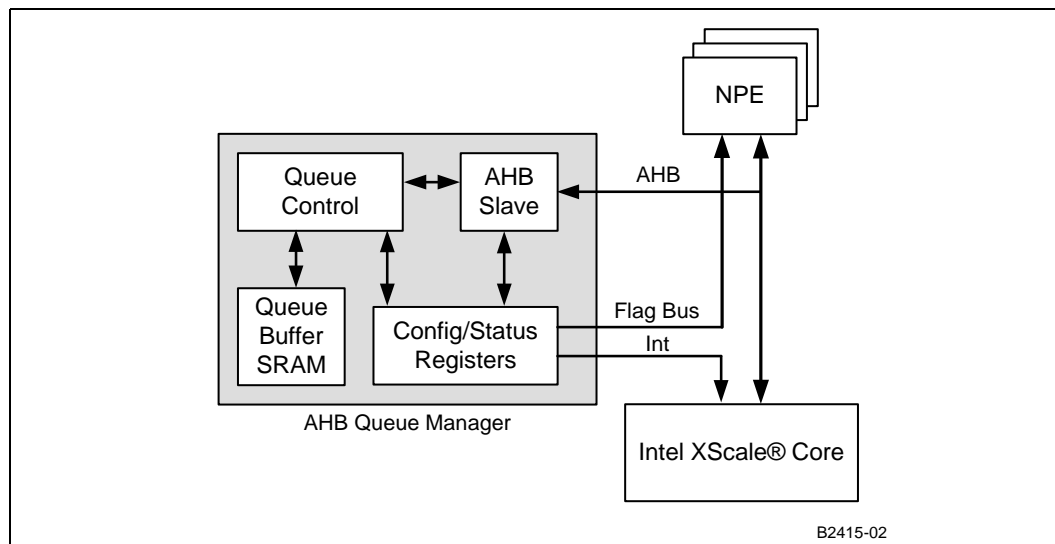 NPE
Queue
Control
AHB
Slave
AHB
Queue
Buffer
SRAM
Config/Status
Registers
Flag Bus
Int
AHB Queue Manager
Intel XScale® Core
B2415-02